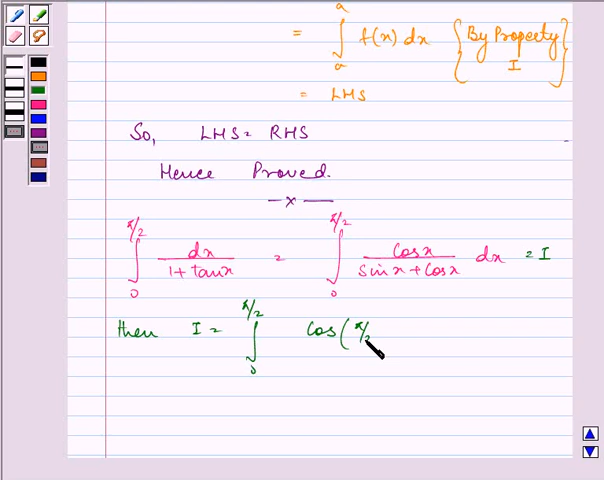 = ∫ₐᵃ f(x) dx {By Property I}
= LHS
So, LHS = RHS
Hence Proved.
—x—
∫₀^(π/2) dx/(1+tanx) = ∫₀^(π/2) cosx/(sinx+cosx) dx = I
then I = ∫₀^(π/2) cos(π/2